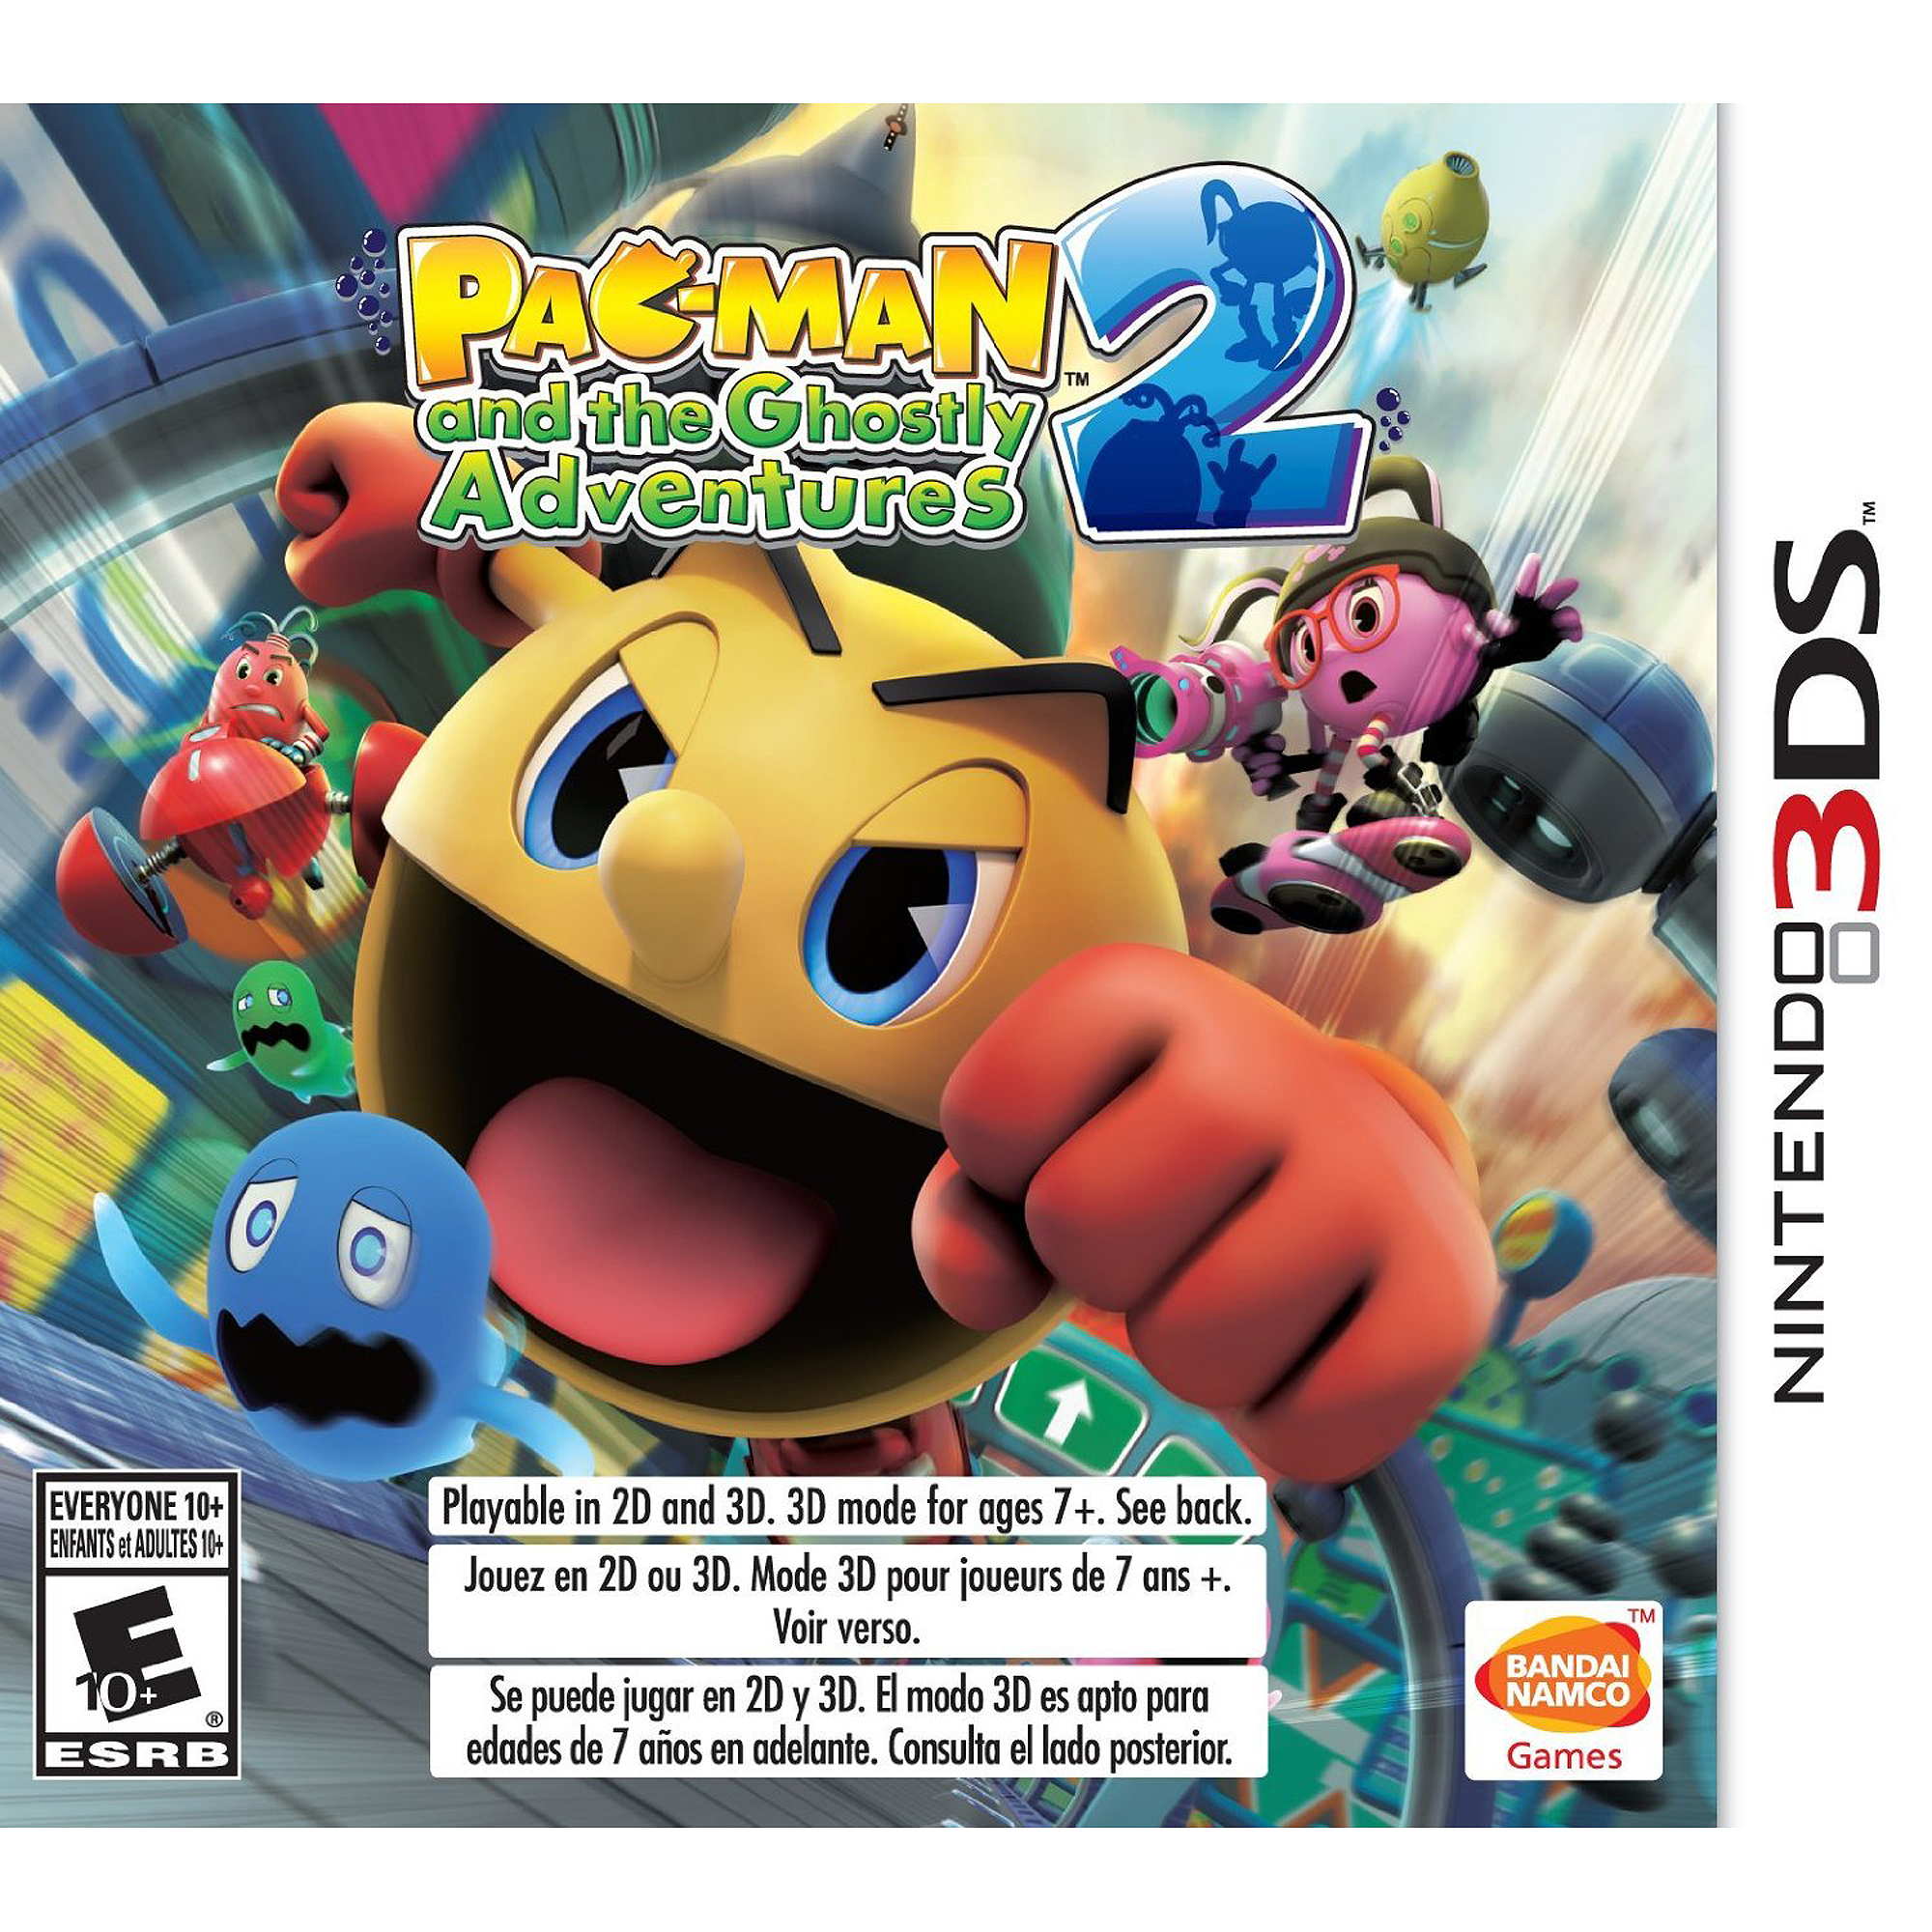 PAC-MAN™ 2
and the Ghostly
Adventures
NINTENDO3DS™
EVERYONE 10+
ENFANTS et ADULTES 10+
E
10+
®
ESRB
Playable in 2D and 3D. 3D mode for ages 7+. See back.
Jouez en 2D ou 3D. Mode 3D pour joueurs de 7 ans +.
Voir verso.
Se puede jugar en 2D y 3D. El modo 3D es apto para
edades de 7 años en adelante. Consulta el lado posterior.
™
BANDAI
NAMCO
Games